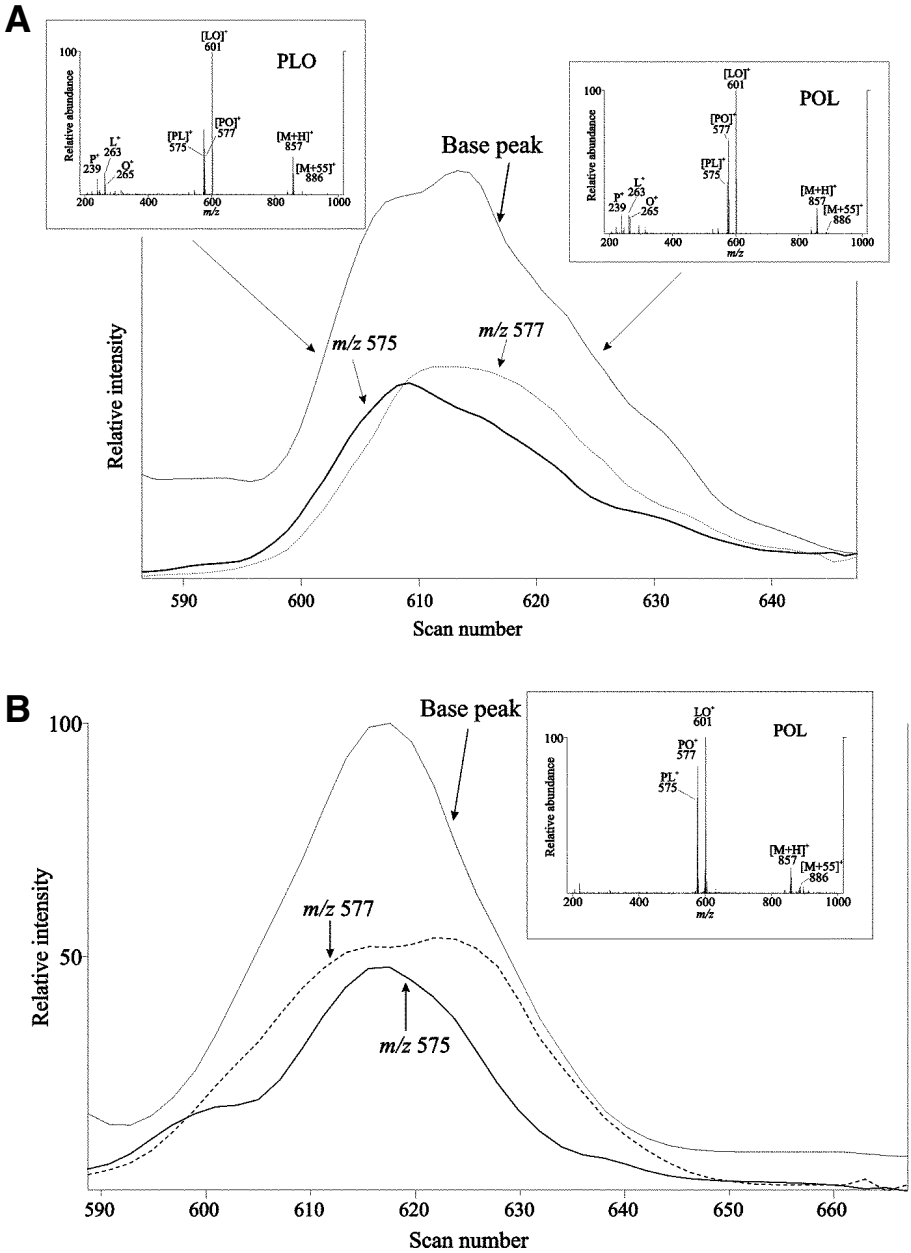 A
PLO
100
Relative abundance
[LO]⁺
601
[PL]⁺
575
[PO]⁺
577
[M+H]⁺
857
[M+55]⁺
886
L⁺
263
P⁺
239
O⁺
265
200 400 600 800 1000
m/z
POL
100
Relative abundance
[LO]⁺
601
[PO]⁺
577
[PL]⁺
575
L⁺
263
P⁺
239
O⁺
265
[M+H]⁺
857
[M+55]⁺
886
200 400 600 800 1000
m/z
Base peak
m/z 575
m/z 577
Relative intensity
590 600 610 620 630 640
Scan number
B
100
50
Relative intensity
Base peak
m/z 577
m/z 575
POL
100
Relative abundance
LO⁺
601
PO⁺
577
PL⁺
575
[M+H]⁺
857
[M+55]⁺
886
200 400 600 800 1000
m/z
590 600 610 620 630 640 650 660
Scan number